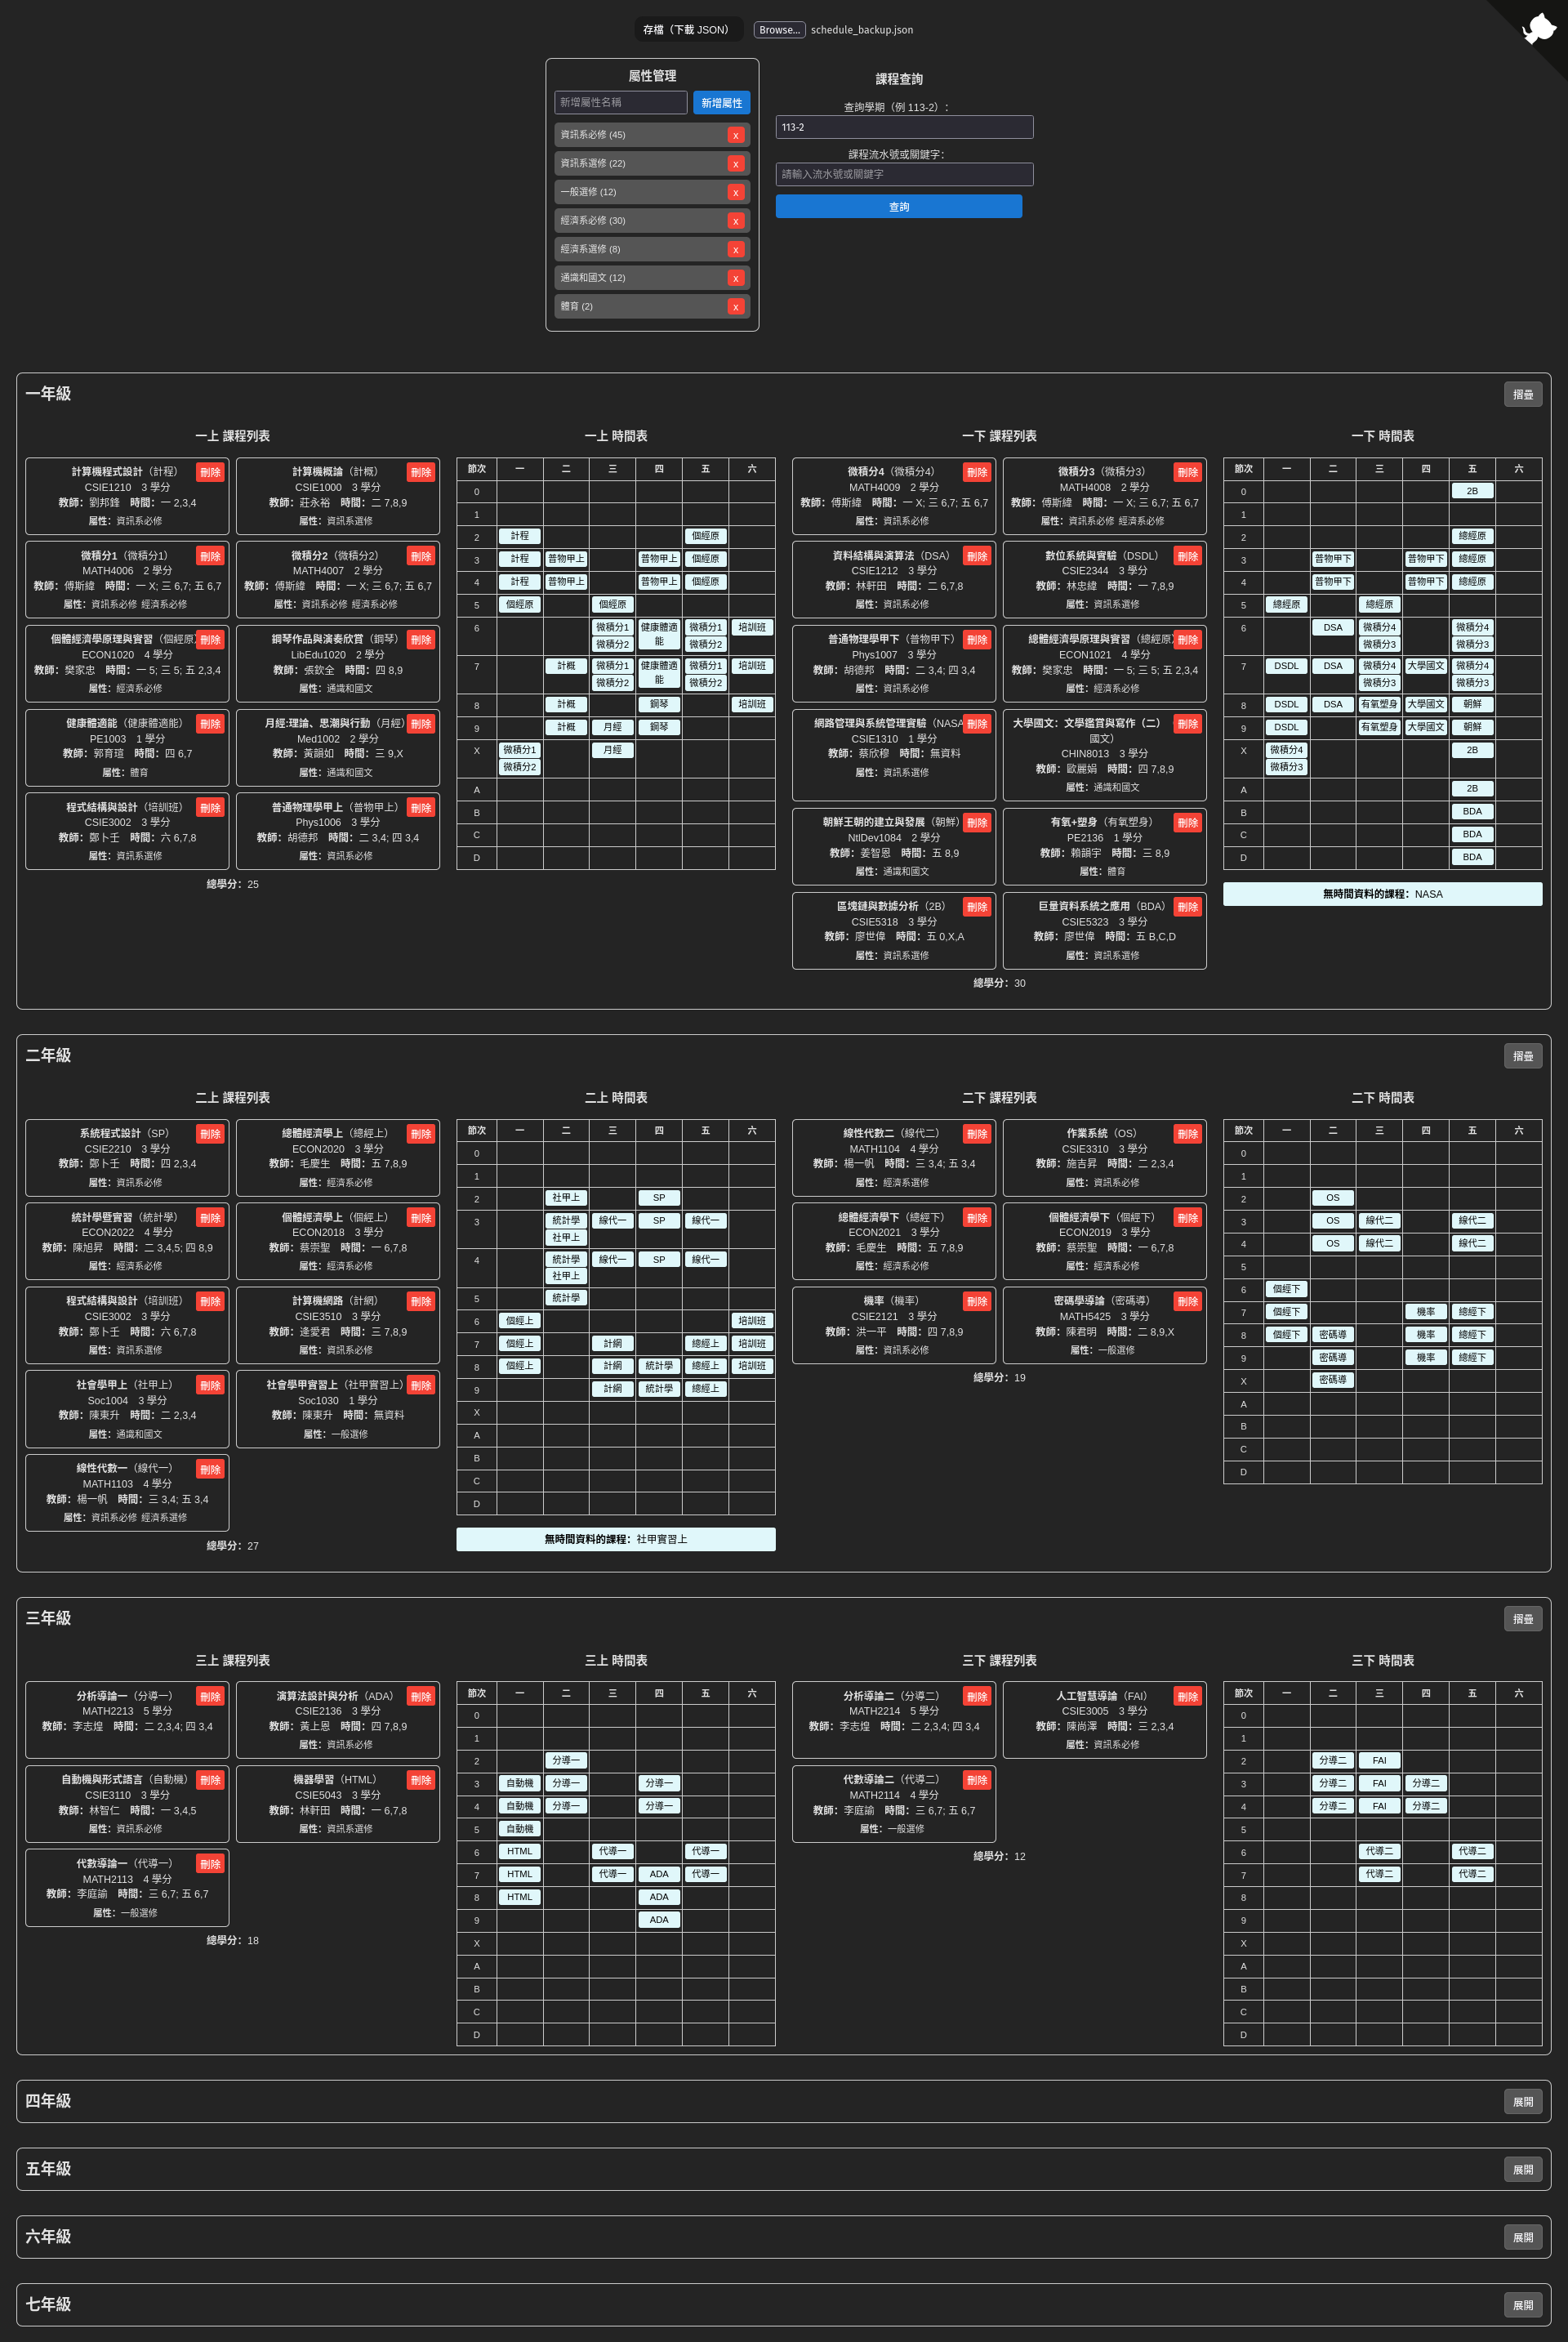 存檔（下載 JSON）
Browse... schedule_backup.json
屬性管理
新增屬性名稱 新增屬性
資訊系必修 (45) x
資訊系選修 (22) x
一般選修 (12) x
經濟系必修 (30) x
經濟系選修 (8) x
通識和國文 (12) x
體育 (2) x
課程查詢
查詢學期（例 113-2）：
113-2
課程流水號或關鍵字：
請輸入流水號或關鍵字
查詢
一年級 摺疊
一上 課程列表
計算機程式設計（計程） 刪除
CSIE1210 3 學分
教師：劉邦鋒 時間：一 2,3,4
屬性：資訊系必修
計算機概論（計概） 刪除
CSIE1000 3 學分
教師：莊永裕 時間：二 7,8,9
屬性：資訊系選修
微積分1（微積分1） 刪除
MATH4006 2 學分
教師：傅斯緯 時間：一 X; 三 6,7; 五 6,7
屬性：資訊系必修 經濟系必修
微積分2（微積分2） 刪除
MATH4007 2 學分
教師：傅斯緯 時間：一 X; 三 6,7; 五 6,7
屬性：資訊系必修 經濟系必修
個體經濟學原理與實習（個經原） 刪除
ECON1020 4 學分
教師：樊家忠 時間：一 5; 三 5; 五 2,3,4
屬性：經濟系必修
鋼琴作品與演奏欣賞（鋼琴） 刪除
LibEdu1020 2 學分
教師：張欽全 時間：四 8,9
屬性：通識和國文
健康體適能（健康體適能） 刪除
PE1003 1 學分
教師：郭育瑄 時間：四 6,7
屬性：體育
月經:理論、思潮與行動（月經） 刪除
Med1002 2 學分
教師：黃韻如 時間：三 9,X
屬性：通識和國文
程式結構與設計（培訓班） 刪除
CSIE3002 3 學分
教師：鄭卜壬 時間：六 6,7,8
屬性：資訊系選修
普通物理學甲上（普物甲上） 刪除
Phys1006 3 學分
教師：胡德邦 時間：二 3,4; 四 3,4
屬性：資訊系必修
總學分：25
一上 時間表
節次 一 二 三 四 五 六
0
1
2 計程 個經原
3 計程 普物甲上 普物甲上 個經原
4 計程 普物甲上 普物甲上 個經原
5 個經原 個經原
6 微積分1 健康體適能 微積分1 培訓班
微積分2 微積分2
7 計概 微積分1 健康體適能 微積分1 培訓班
微積分2 微積分2
8 計概 鋼琴 培訓班
9 計概 月經 鋼琴
X 微積分1 月經
微積分2
A
B
C
D
一下 課程列表
微積分4（微積分4） 刪除
MATH4009 2 學分
教師：傅斯緯 時間：一 X; 三 6,7; 五 6,7
屬性：資訊系必修
微積分3（微積分3） 刪除
MATH4008 2 學分
教師：傅斯緯 時間：一 X; 三 6,7; 五 6,7
屬性：資訊系必修 經濟系必修
資料結構與演算法（DSA） 刪除
CSIE1212 3 學分
教師：林軒田 時間：二 6,7,8
屬性：資訊系必修
數位系統與實驗（DSDL） 刪除
CSIE2344 3 學分
教師：林忠緯 時間：一 7,8,9
屬性：資訊系選修
普通物理學甲下（普物甲下） 刪除
Phys1007 3 學分
教師：胡德邦 時間：二 3,4; 四 3,4
屬性：資訊系必修
總體經濟學原理與實習（總經原） 刪除
ECON1021 4 學分
教師：樊家忠 時間：一 5; 三 5; 五 2,3,4
屬性：經濟系必修
網路管理與系統管理實驗（NASA 刪除
CSIE1310 1 學分
教師：蔡欣穆 時間：無資料
屬性：資訊系選修
大學國文：文學鑑賞與寫作（二） 刪除
國文）
CHIN8013 3 學分
教師：歐麗娟 時間：四 7,8,9
屬性：通識和國文
朝鮮王朝的建立與發展（朝鮮） 刪除
NtlDev1084 2 學分
教師：姜智恩 時間：五 8,9
屬性：通識和國文
有氧+塑身（有氧塑身） 刪除
PE2136 1 學分
教師：賴韻宇 時間：三 8,9
屬性：體育
區塊鏈與數據分析（2B） 刪除
CSIE5318 3 學分
教師：廖世偉 時間：五 0,X,A
屬性：資訊系選修
巨量資料系統之應用（BDA） 刪除
CSIE5323 3 學分
教師：廖世偉 時間：五 B,C,D
屬性：資訊系選修
總學分：30
一下 時間表
節次 一 二 三 四 五 六
0 2B
1
2 總經原
3 普物甲下 普物甲下 總經原
4 普物甲下 普物甲下 總經原
5 總經原 總經原
6 DSA 微積分4 微積分4
微積分3 微積分3
7 DSDL DSA 微積分4 大學國文 微積分4
微積分3 微積分3
8 DSDL DSA 有氧塑身 大學國文 朝鮮
9 DSDL 有氧塑身 大學國文 朝鮮
X 微積分4 2B
微積分3
A 2B
B BDA
C BDA
D BDA
無時間資料的課程：NASA
二年級 摺疊
二上 課程列表
系統程式設計（SP） 刪除
CSIE2210 3 學分
教師：鄭卜壬 時間：四 2,3,4
屬性：資訊系必修
總體經濟學上（總經上） 刪除
ECON2020 3 學分
教師：毛慶生 時間：五 7,8,9
屬性：經濟系必修
統計學暨實習（統計學） 刪除
ECON2022 4 學分
教師：陳旭昇 時間：二 3,4,5; 四 8,9
屬性：經濟系必修
個體經濟學上（個經上） 刪除
ECON2018 3 學分
教師：蔡崇聖 時間：一 6,7,8
屬性：經濟系必修
程式結構與設計（培訓班） 刪除
CSIE3002 3 學分
教師：鄭卜壬 時間：六 6,7,8
屬性：資訊系選修
計算機網路（計網） 刪除
CSIE3510 3 學分
教師：逄愛君 時間：三 7,8,9
屬性：資訊系必修
社會學甲上（社甲上） 刪除
Soc1004 3 學分
教師：陳東升 時間：二 2,3,4
屬性：通識和國文
社會學甲實習上（社甲實習上） 刪除
Soc1030 1 學分
教師：陳東升 時間：無資料
屬性：一般選修
線性代數一（線代一） 刪除
MATH1103 4 學分
教師：楊一帆 時間：三 3,4; 五 3,4
屬性：資訊系必修 經濟系選修
總學分：27
二上 時間表
節次 一 二 三 四 五 六
0
1
2 社甲上 SP
3 統計學 線代一 SP 線代一
社甲上
4 統計學 線代一 SP 線代一
社甲上
5 統計學
6 個經上 培訓班
7 個經上 計網 總經上 培訓班
8 個經上 計網 統計學 總經上 培訓班
9 計網 統計學 總經上
X
A
B
C
D
無時間資料的課程：社甲實習上
二下 課程列表
線性代數二（線代二） 刪除
MATH1104 4 學分
教師：楊一帆 時間：三 3,4; 五 3,4
屬性：經濟系選修
作業系統（OS） 刪除
CSIE3310 3 學分
教師：施吉昇 時間：二 2,3,4
屬性：資訊系必修
總體經濟學下（總經下） 刪除
ECON2021 3 學分
教師：毛慶生 時間：五 7,8,9
屬性：經濟系必修
個體經濟學下（個經下） 刪除
ECON2019 3 學分
教師：蔡崇聖 時間：一 6,7,8
屬性：經濟系必修
機率（機率） 刪除
CSIE2121 3 學分
教師：洪一平 時間：四 7,8,9
屬性：資訊系必修
密碼學導論（密碼導） 刪除
MATH5425 3 學分
教師：陳君明 時間：二 8,9,X
屬性：一般選修
總學分：19
二下 時間表
節次 一 二 三 四 五 六
0
1
2 OS
3 OS 線代二 線代二
4 OS 線代二 線代二
5
6 個經下
7 個經下 機率 總經下
8 個經下 密碼導 機率 總經下
9 密碼導 機率 總經下
X 密碼導
A
B
C
D
三年級 摺疊
三上 課程列表
分析導論一（分導一） 刪除
MATH2213 5 學分
教師：李志煌 時間：二 2,3,4; 四 3,4
演算法設計與分析（ADA） 刪除
CSIE2136 3 學分
教師：黃上恩 時間：四 7,8,9
屬性：資訊系必修
自動機與形式語言（自動機） 刪除
CSIE3110 3 學分
教師：林智仁 時間：一 3,4,5
屬性：資訊系必修
機器學習（HTML） 刪除
CSIE5043 3 學分
教師：林軒田 時間：一 6,7,8
屬性：資訊系選修
代數導論一（代導一） 刪除
MATH2113 4 學分
教師：李庭諭 時間：三 6,7; 五 6,7
屬性：一般選修
總學分：18
三上 時間表
節次 一 二 三 四 五 六
0
1
2 分導一
3 自動機 分導一 分導一
4 自動機 分導一 分導一
5 自動機
6 HTML 代導一 代導一
7 HTML 代導一 ADA 代導一
8 HTML ADA
9 ADA
X
A
B
C
D
三下 課程列表
分析導論二（分導二） 刪除
MATH2214 5 學分
教師：李志煌 時間：二 2,3,4; 四 3,4
人工智慧導論（FAI） 刪除
CSIE3005 3 學分
教師：陳尚澤 時間：三 2,3,4
屬性：資訊系必修
代數導論二（代導二） 刪除
MATH2114 4 學分
教師：李庭諭 時間：三 6,7; 五 6,7
屬性：一般選修
總學分：12
三下 時間表
節次 一 二 三 四 五 六
0
1
2 分導二 FAI
3 分導二 FAI 分導二
4 分導二 FAI 分導二
5
6 代導二 代導二
7 代導二 代導二
8
9
X
A
B
C
D
四年級 展開
五年級 展開
六年級 展開
七年級 展開